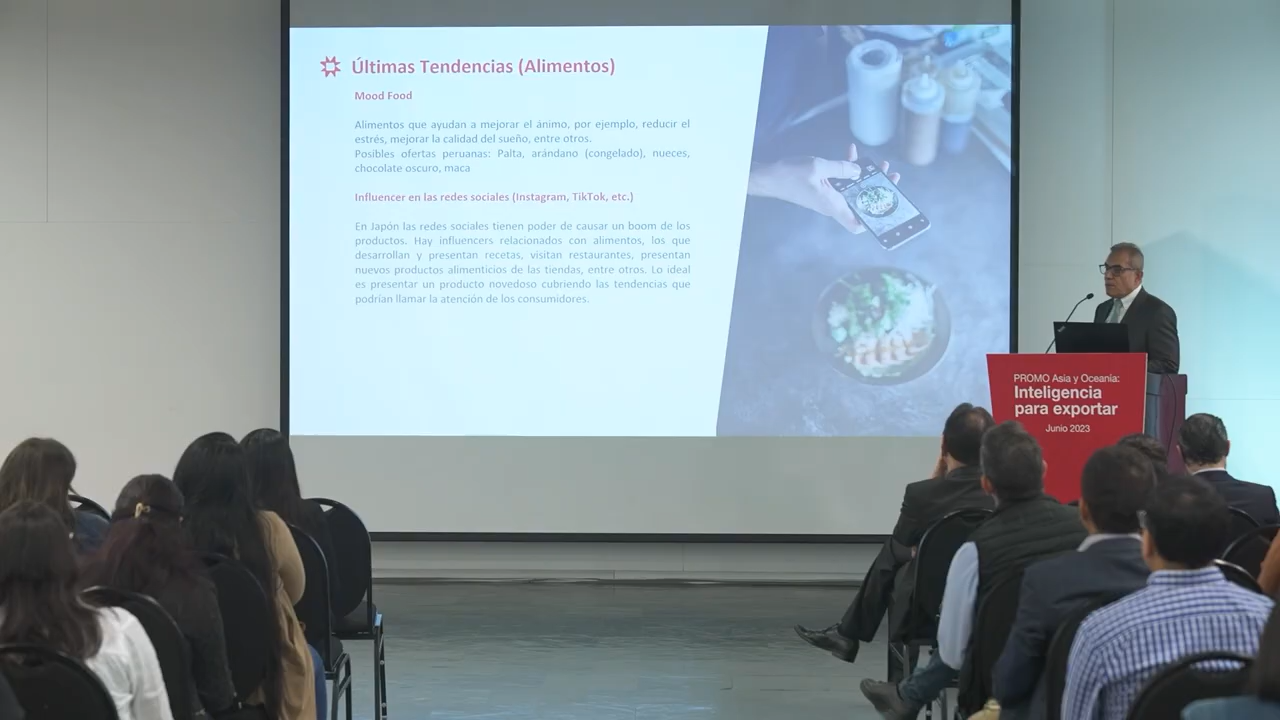 Últimas Tendencias (Alimentos)
Mood Food
Alimentos que ayudan a mejorar el ánimo, por ejemplo, reducir el
estrés, mejorar la calidad del sueño, entre otros.
Posibles ofertas peruanas: Palta, arándano (congelado), nueces,
chocolate oscuro, maca
Influencer en las redes sociales (Instagram, TikTok, etc.)
En Japón las redes sociales tienen poder de causar un boom de los
productos. Hay influencers relacionados con alimentos, los que
desarrollan y presentan recetas, visitan restaurantes, presentan
nuevos productos alimenticios de las tiendas, entre otros. Lo ideal
es presentar un producto novedoso cubriendo las tendencias que
podrían llamar la atención de los consumidores.
PROMO Asia y Oceanía:
Inteligencia
para exportar
Junio 2023